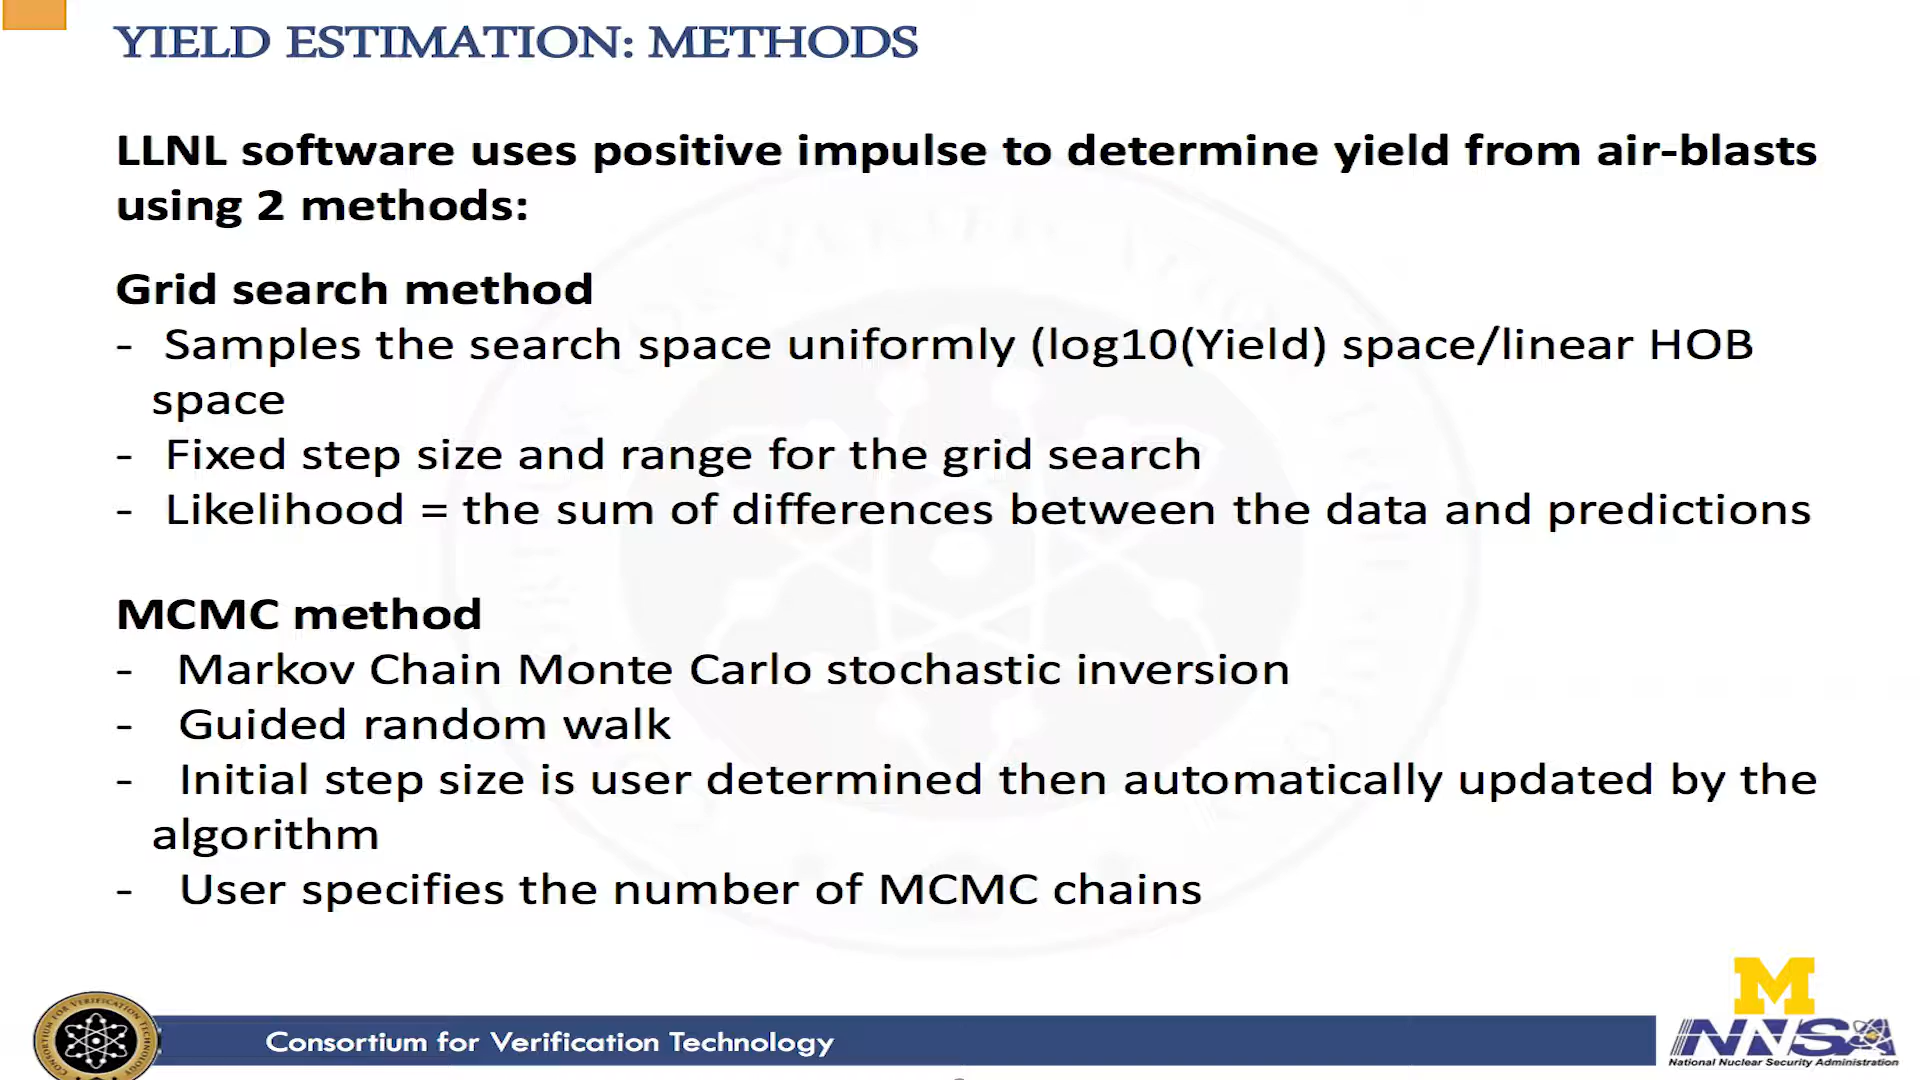 YIELD ESTIMATION: METHODS
LLNL software uses positive impulse to determine yield from air-blasts
using 2 methods:
Grid search method
- Samples the search space uniformly (log10(Yield) space/linear HOB
space
- Fixed step size and range for the grid search
- Likelihood = the sum of differences between the data and predictions
MCMC method
- Markov Chain Monte Carlo stochastic inversion
- Guided random walk
- Initial step size is user determined then automatically updated by the
algorithm
- User specifies the number of MCMC chains
CONSORTIUM FOR VERIFICATION TECHNOLOGY
Consortium for Verification Technology
M
NNSA
National Nuclear Security Administration